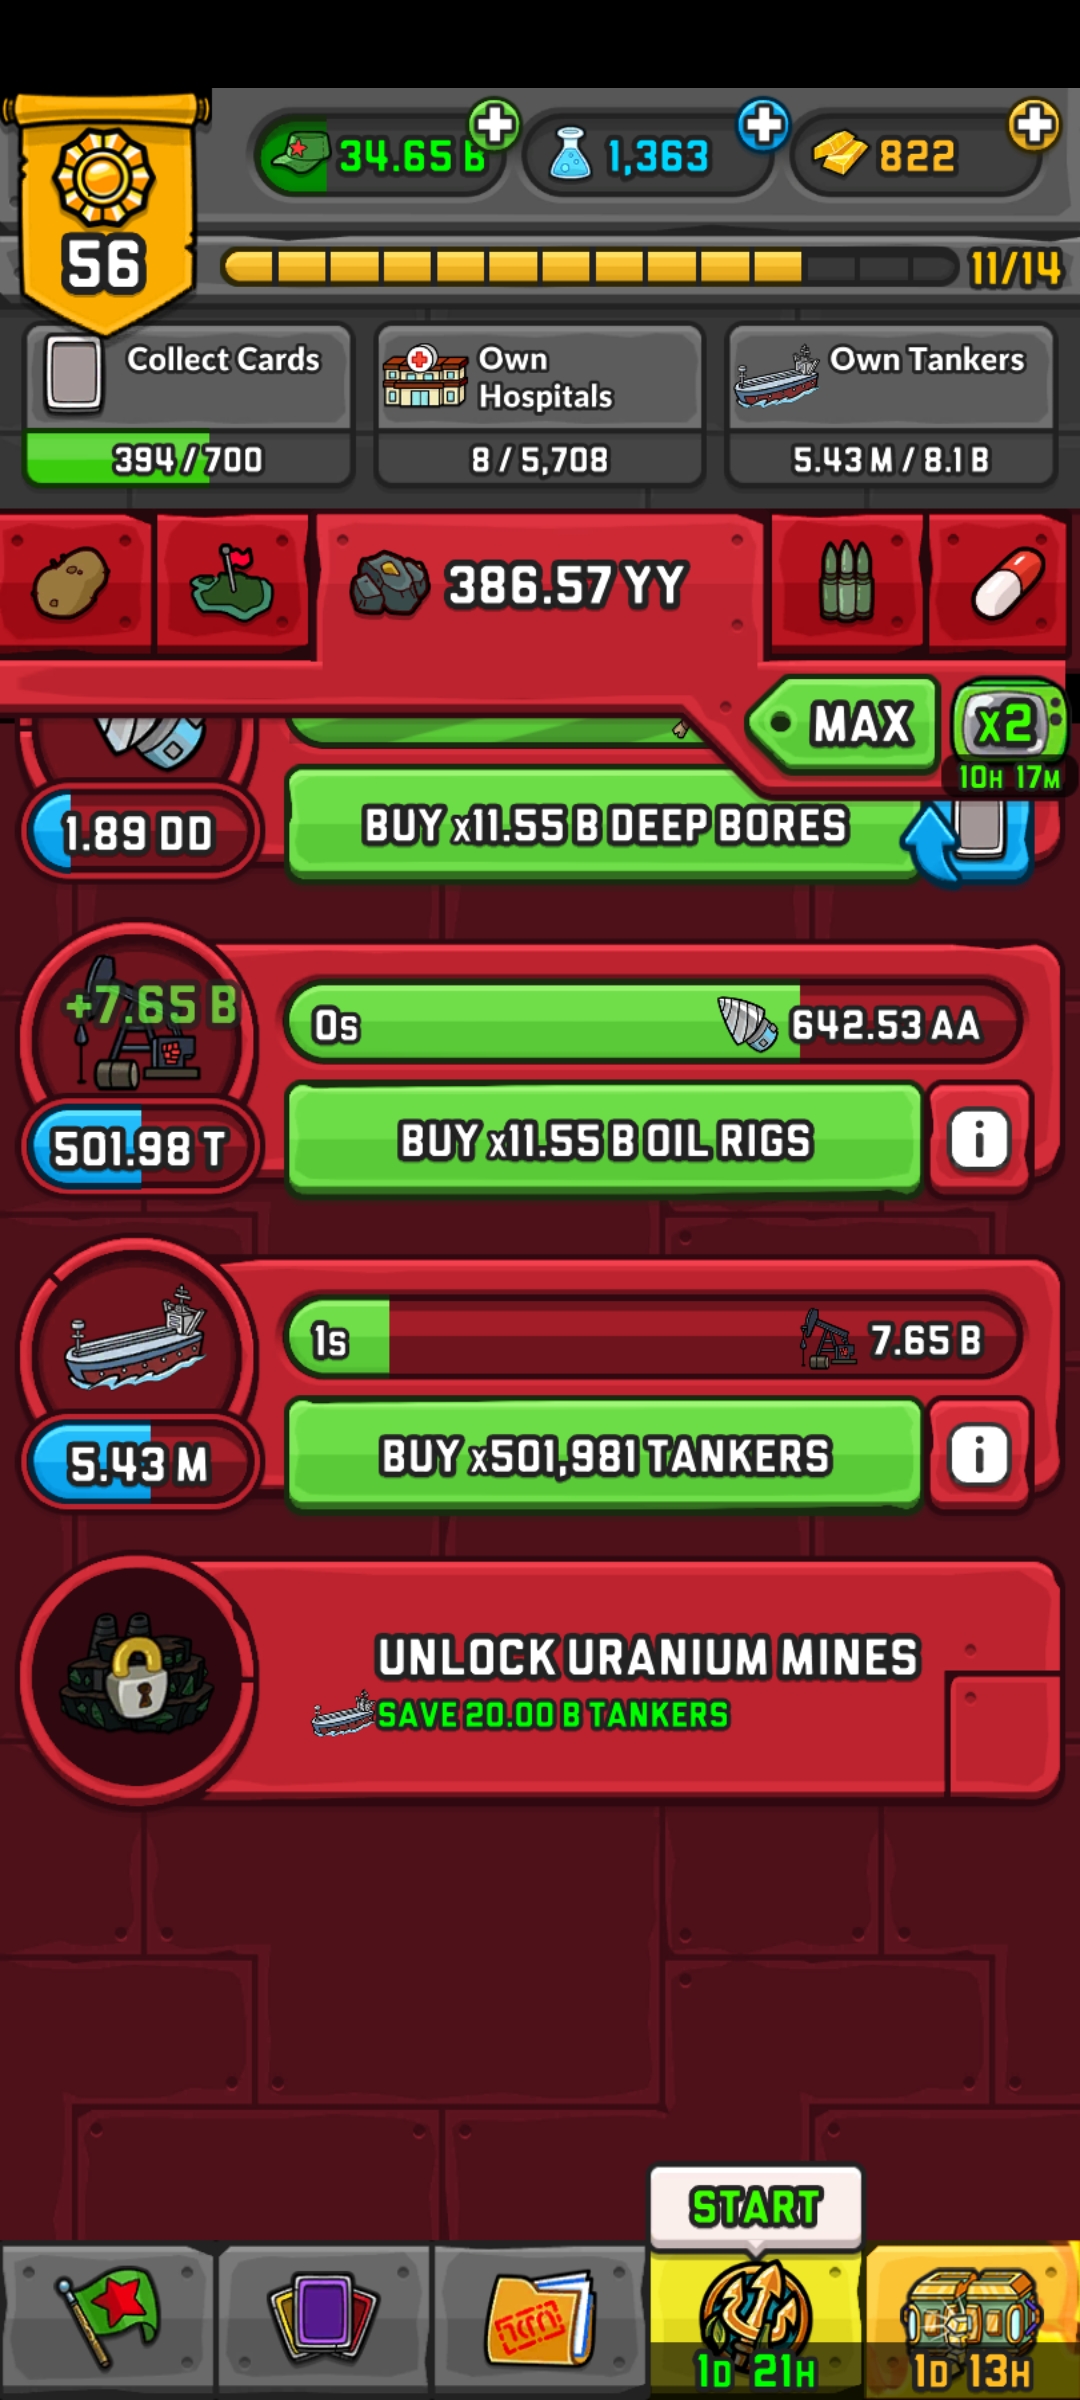 34.65 B
1,363
822
56
11/14
Collect Cards
394/700
Own
Hospitals
8/5,708
Own Tankers
5.43 M/8.1 B
386.57 YY
MAX
x2
10H 17M
1.89 DD
BUY x11.55 B DEEP BORES
+7.65 B
0s
642.53 AA
501.98 T
BUY x11.55 B OIL RIGS
i
1s
7.65 B
5.43 M
BUY x501,981 TANKERS
i
UNLOCK URANIUM MINES
SAVE 20.00 B TANKERS
START
1D 21H
1D 13H